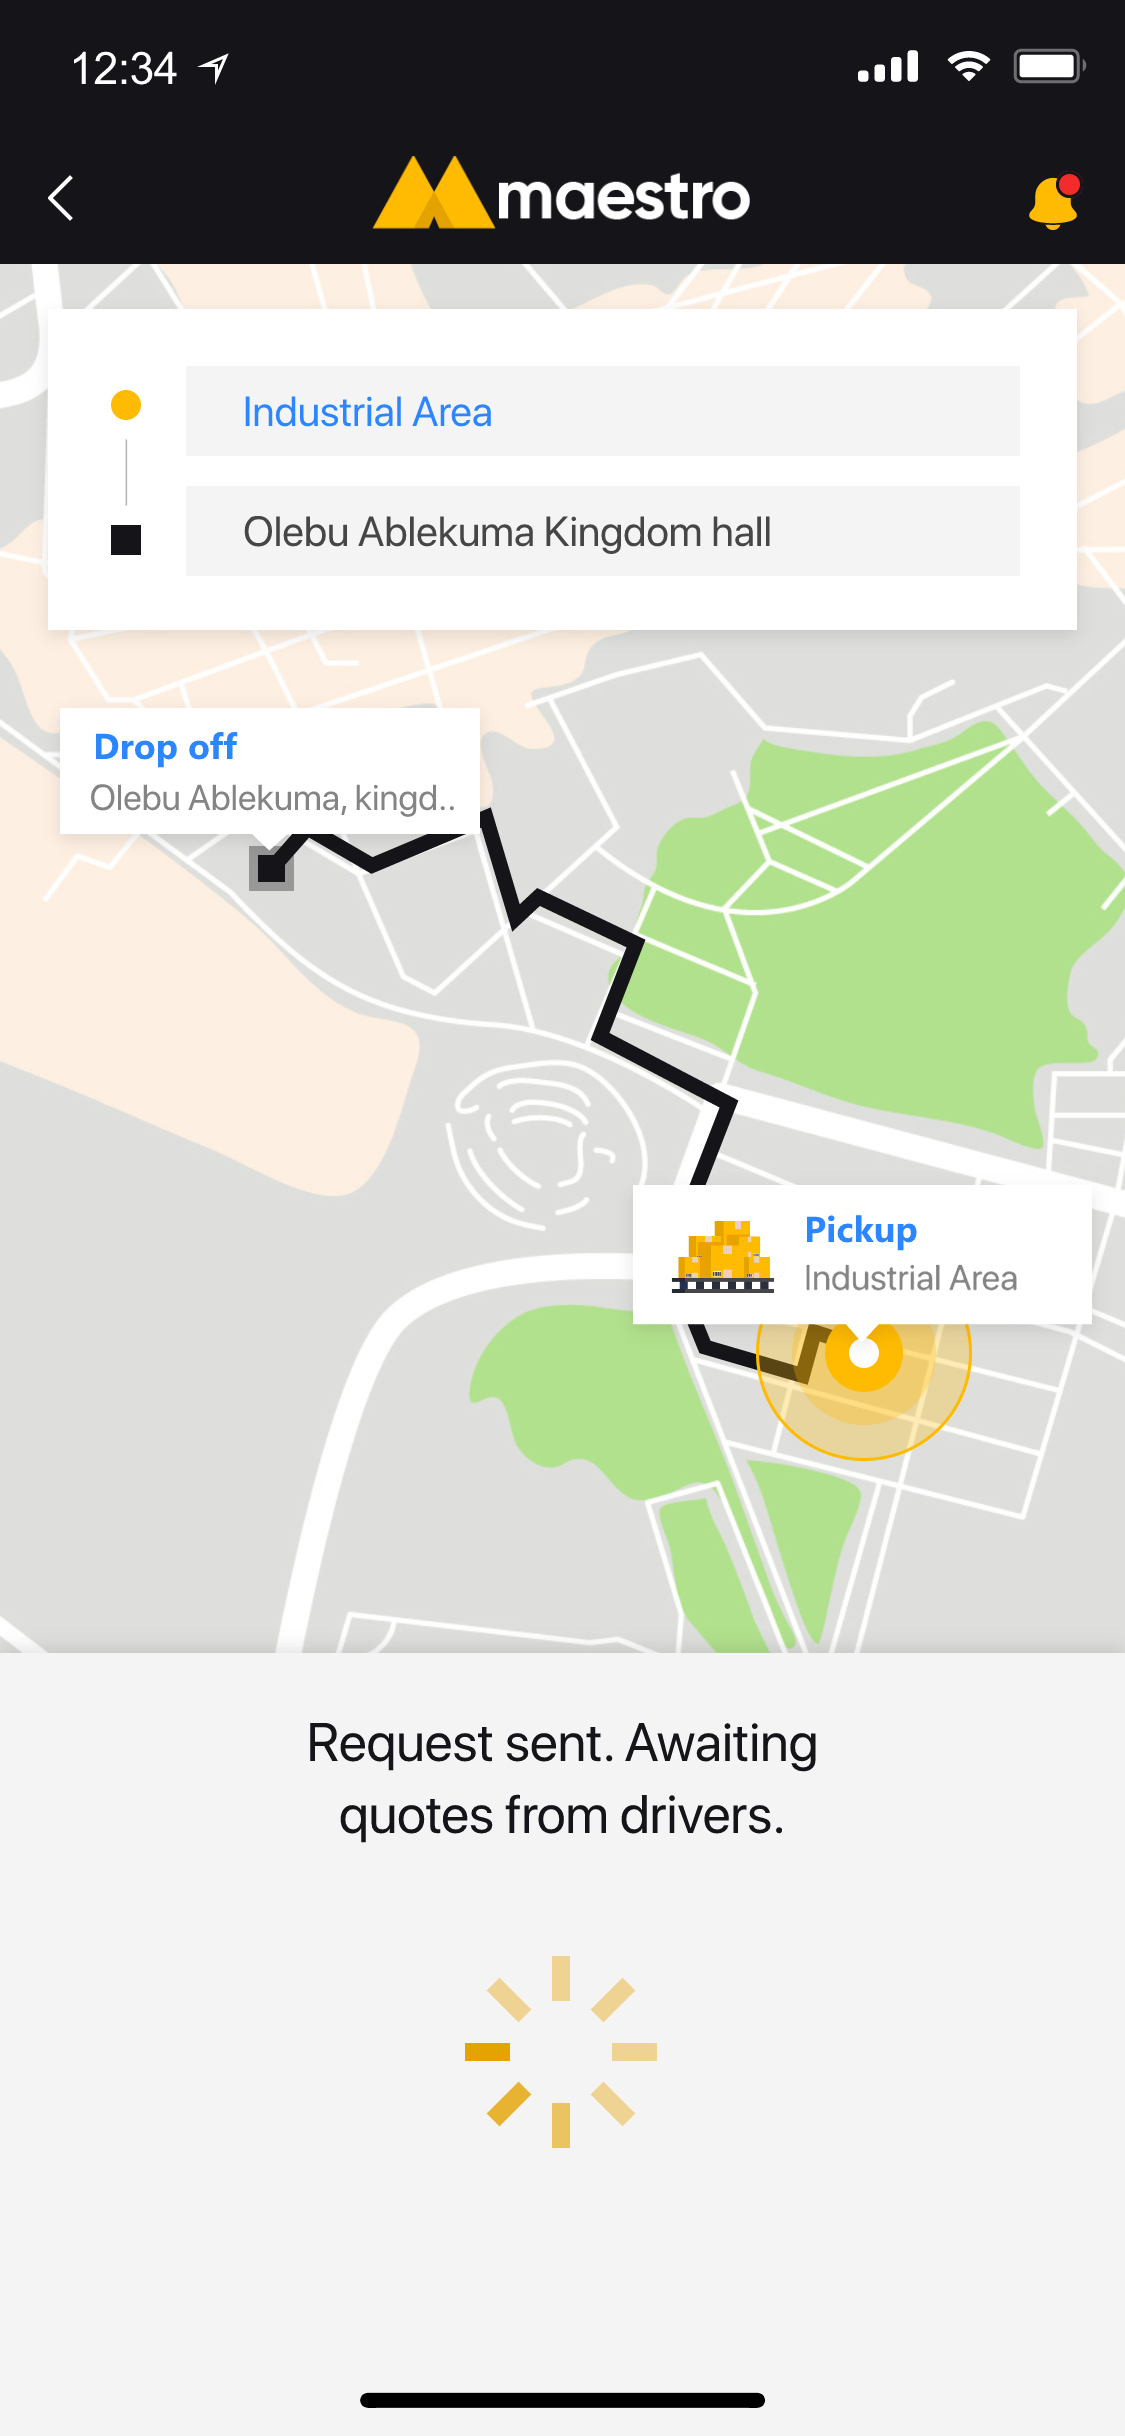 12:34
maestro
Industrial Area
Olebu Ablekuma Kingdom hall
Drop off
Olebu Ablekuma, kingd..
Pickup
Industrial Area
Request sent. Awaiting
quotes from drivers.